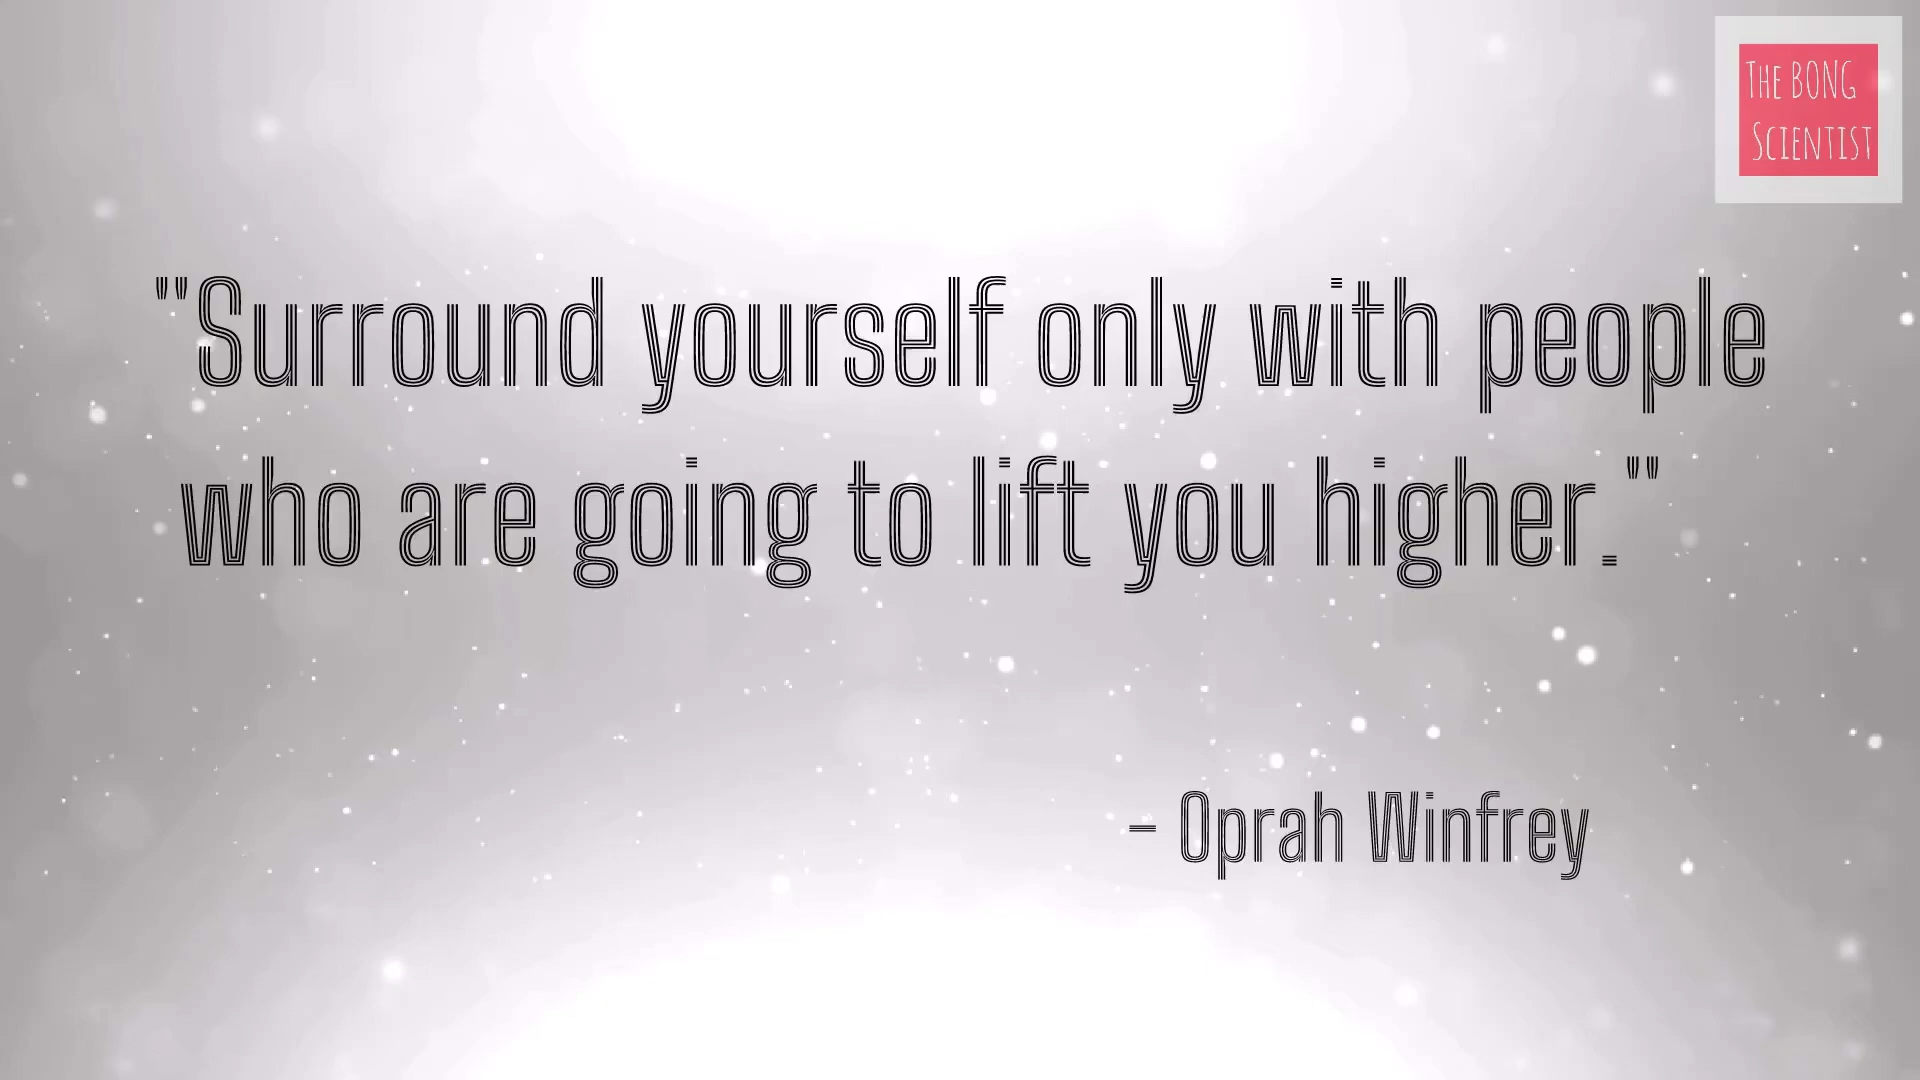 The BONG
Scientist
"Surround yourself only with people
who are going to lift you higher."
- Oprah Winfrey